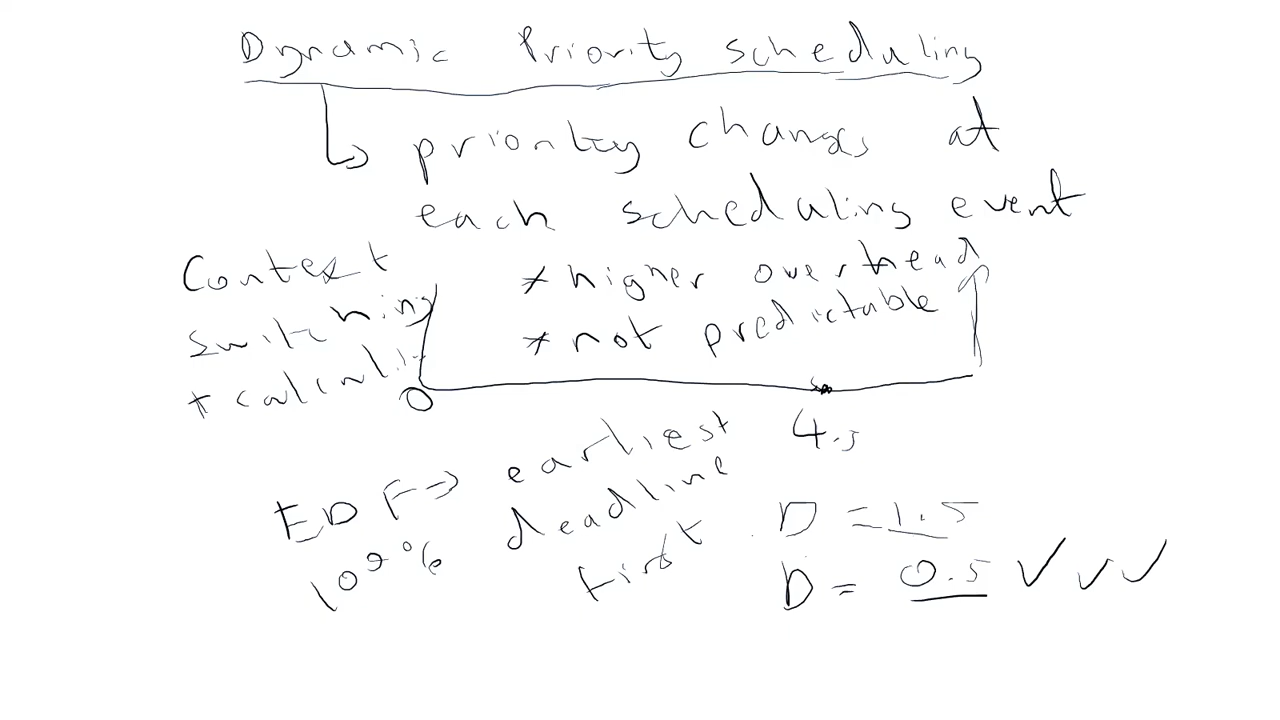 Dynamic Priority scheduling
priority changes at
each scheduling event
* higher overhead
* not predictable
Context
switching
+
0
4.5
EDF → earliest
deadline
first
100%
D = 1.5
D = 0.5 ✓ ✓ ✓